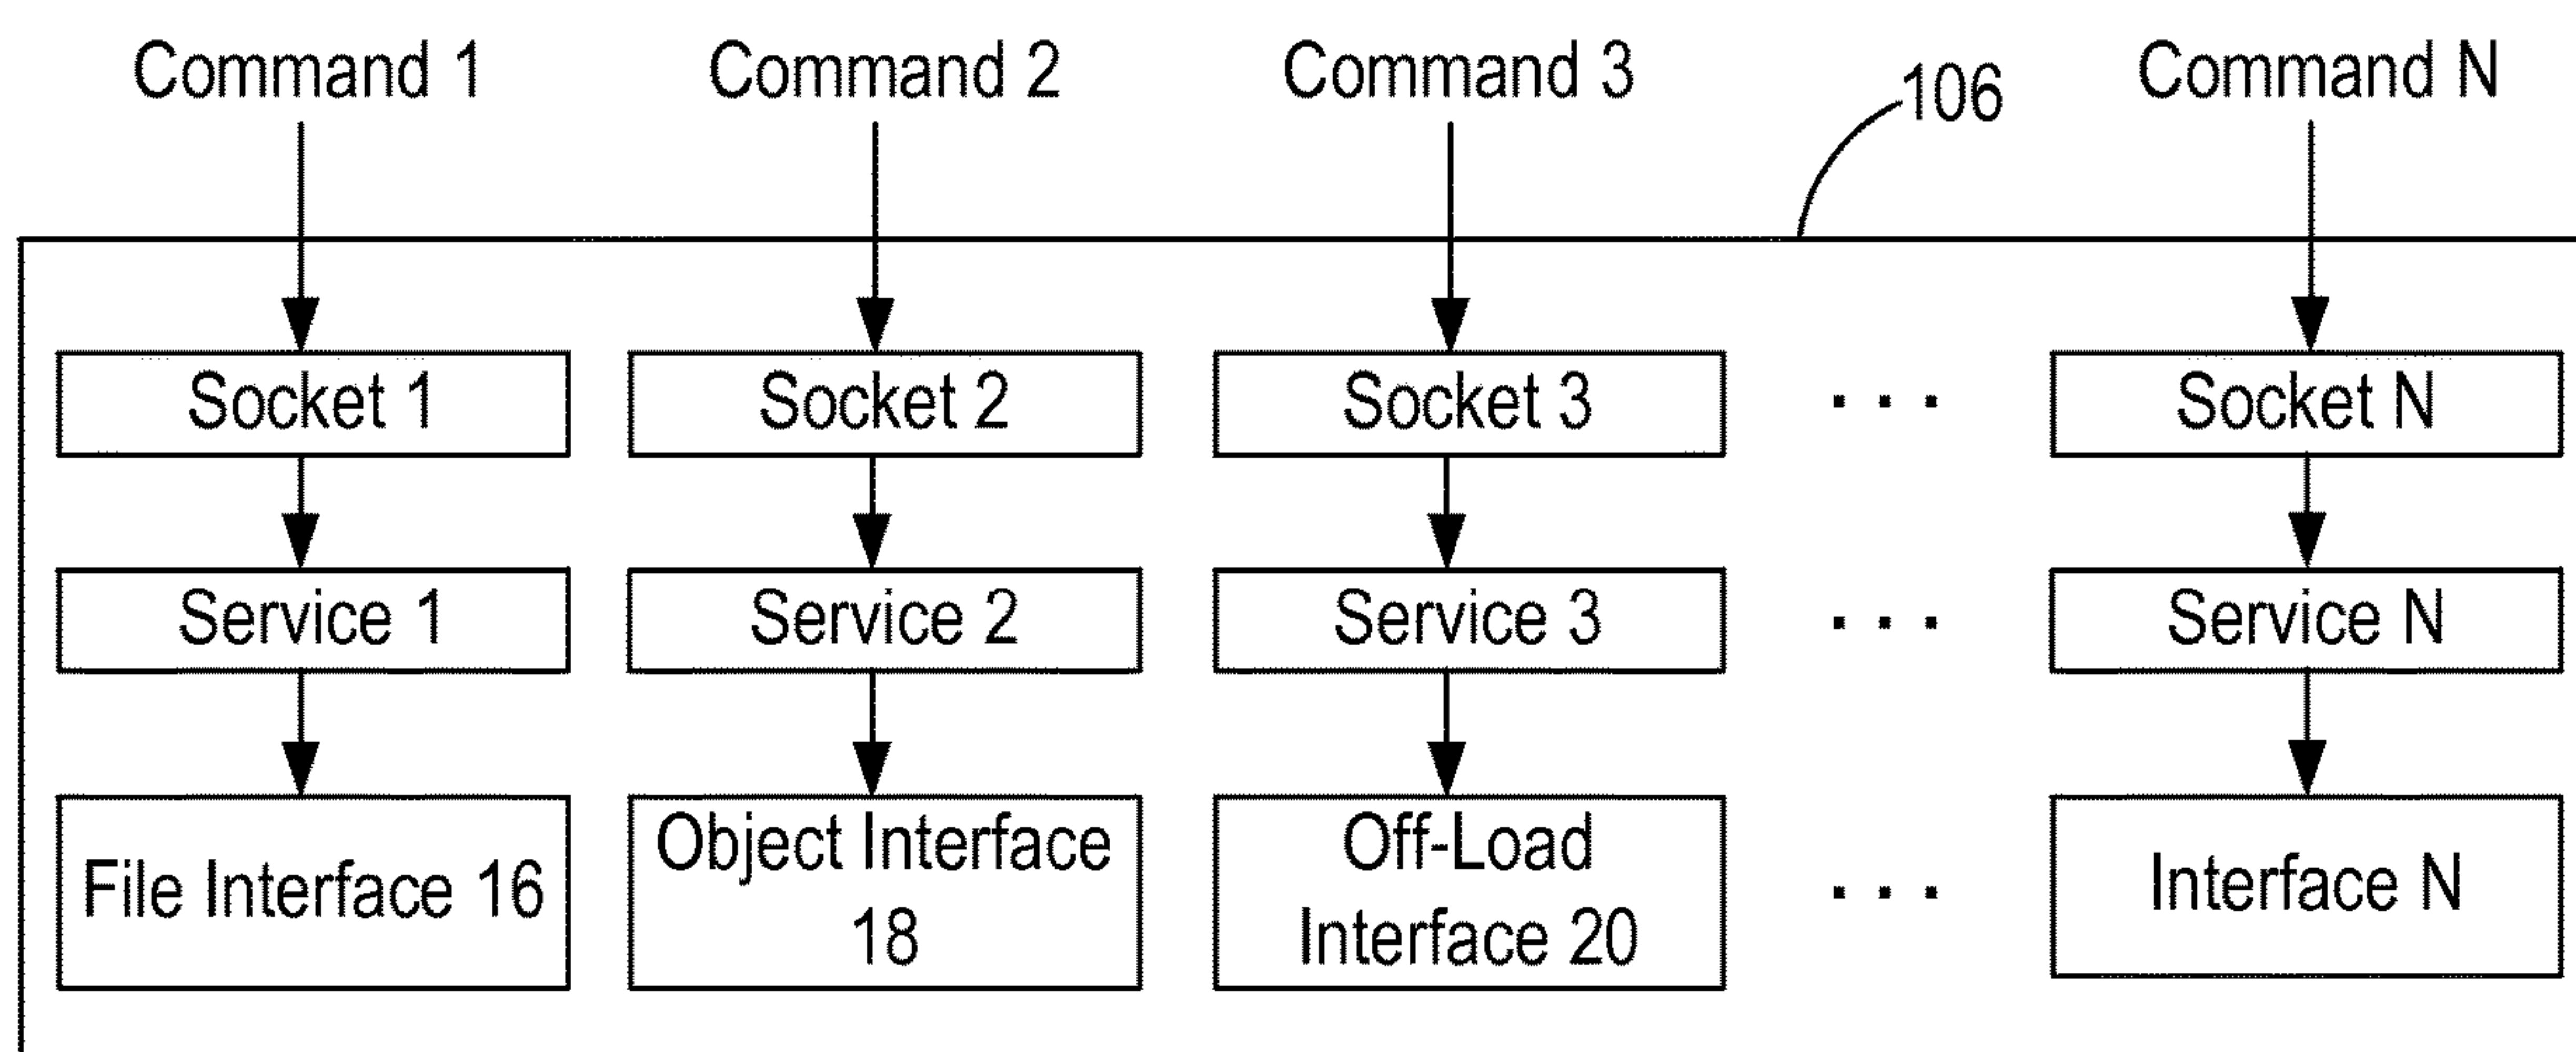 Command 1
Command 2
Command 3
Command N
106
Socket 1
Socket 2
Socket 3
. . .
Socket N
Service 1
Service 2
Service 3
. . .
Service N
File Interface 16
Object Interface
18
Off-Load
Interface 20
. . .
Interface N